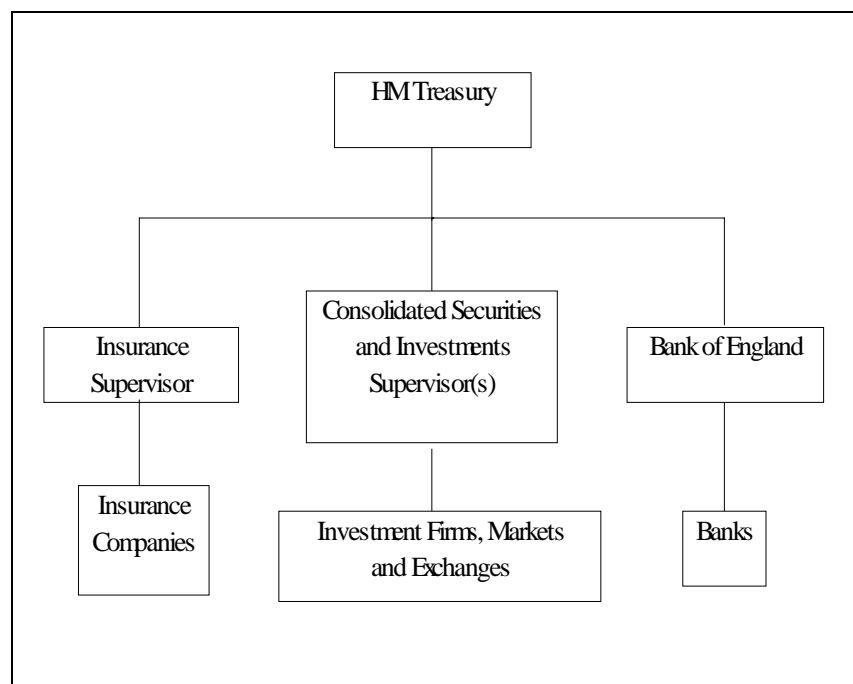 HM Treasury
Insurance
Supervisor
Consolidated Securities
and Investments
Supervisor(s)
Bank of England
Insurance
Companies
Investment Firms, Markets
and Exchanges
Banks